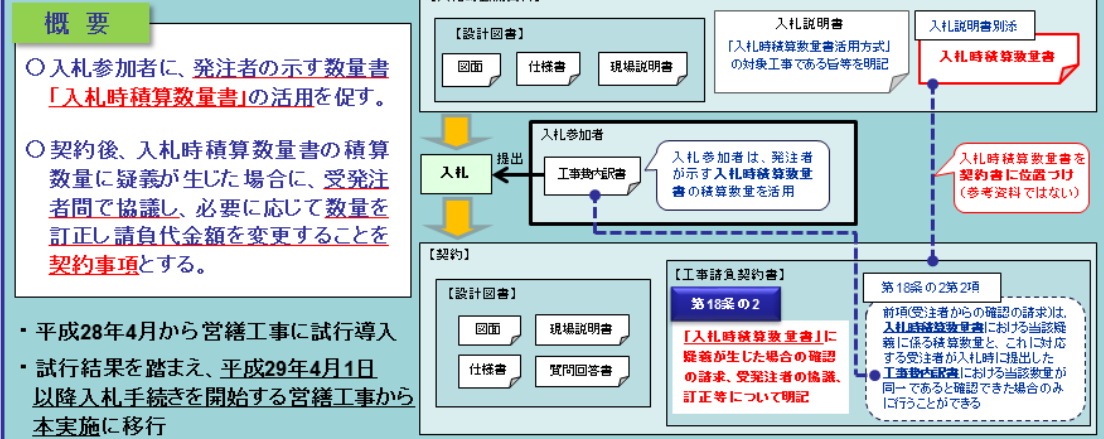 概 要
○入札参加者に、発注者の示す数量書
「入札時積算数量書」の活用を促す。
○契約後、入札時積算数量書の積算
数量に疑義が生じた場合に、受発注
者間で協議し、必要に応じて数量を
訂正し請負代金額を変更することを
契約事項とする。
・平成28年4月から営繕工事に試行導入
・試行結果を踏まえ、平成29年4月1日
以降入札手続きを開始する営繕工事から
本実施に移行
【設計図書】
図面
仕様書
現場説明書
入札説明書
「入札時積算数量書活用方式」
の対象工事である旨等を明記
入札説明書別添
入札時積算数量書
入札
提出
入札参加者
工事費内訳書
入札参加者は、発注者
が示す入札時積算数量
書の積算数量を活用
入札時積算数量書を
契約書に位置づけ
(参考資料ではない)
【契約】
【設計図書】
図面
現場説明書
仕様書
質問回答書
【工事請負契約書】
第18条の2
「入札時積算数量書」に
疑義が生じた場合の確認
の請求、受発注者の協議、
訂正等について明記
第18条の2第2項
前項(受注者からの確認の請求)は、
入札時積算数量書における当該疑
義に係る積算数量と、これに対応
する受注者が入札時に提出した
工事費内訳書における当該数量が
同一であると確認できた場合のみ
に行うことができる